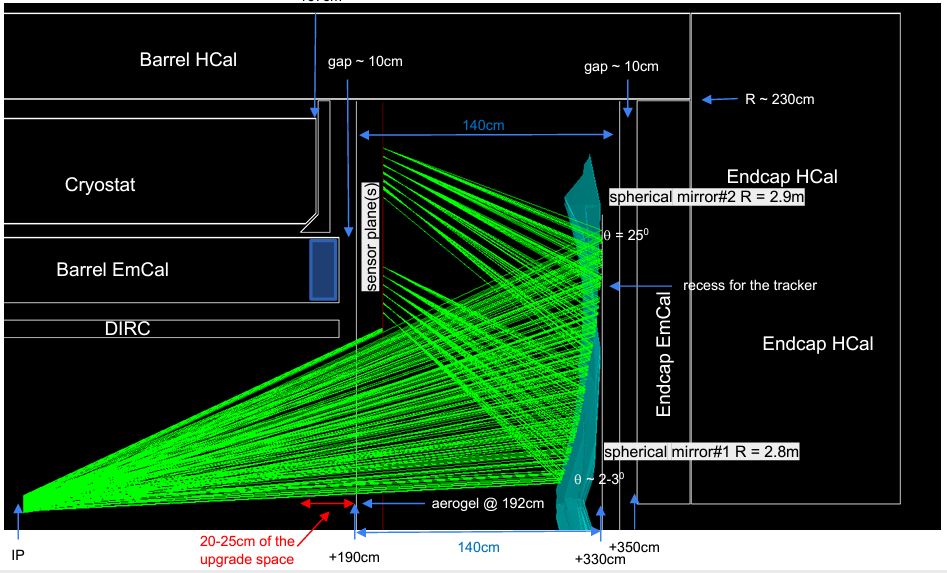 Barrel HCal
gap ~ 10cm
gap ~ 10cm
R ~ 230cm
140cm
Cryostat
Endcap HCal
spherical mirror#2 R = 2.9m
sensor plane(s)
θ = 25⁰
Barrel EmCal
recess for the tracker
DIRC
Endcap EmCal
Endcap HCal
spherical mirror#1 R = 2.8m
θ ~ 2-3⁰
aerogel @ 192cm
20-25cm of the
upgrade space
IP
+190cm
140cm
+350cm
+330cm